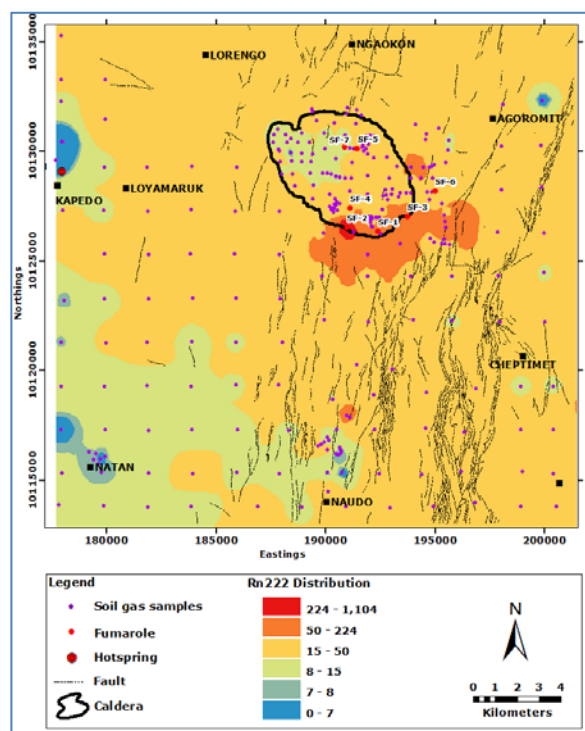 10135000
10130000
10125000
10120000
10115000
Northings
NGAOKON
LORENGO
AGOROMIT
SF-7
SF-5
SF-6
LOYAMARUK
KAPEDO
SF-4
SF-3
SF-2
SF-1
CHEPTIMET
NATAN
NAUDO
180000 185000 190000 195000 200000
Eastings
Legend
Soil gas samples
Fumarole
Hotspring
Fault
Caldera
Rn222 Distribution
224 - 1,104
50 - 224
15 - 50
8 - 15
7 - 8
0 - 7
N
0 1 2 3 4
Kilometers